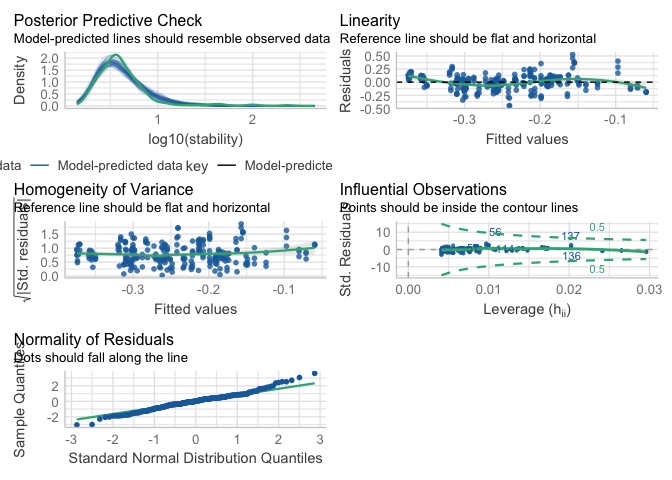 Posterior Predictive Check
Model-predicted lines should resemble observed data
Density
2.0
1.5
1.0
0.5
0.0
1
2
log10(stability)
data
Model-predicted data
key
Model-predicte
Linearity
Reference line should be flat and horizontal
Residuals
0.50
0.25
0.00
-0.25
-0.50
-0.3
-0.2
-0.1
Fitted values
Homogeneity of Variance
Reference line should be flat and horizontal
√|Std. residuals|
1.5
1.0
0.5
0.0
-0.3
-0.2
-0.1
Fitted values
Influential Observations
Points should be inside the contour lines
Std. Residuals
10
0
-10
56
137
0.5
136
0.5
0.00
0.01
0.02
0.03
Leverage (hii)
Normality of Residuals
Dots should fall along the line
Sample Quantiles
2
0
-2
-3
-2
-1
0
1
2
3
Standard Normal Distribution Quantiles